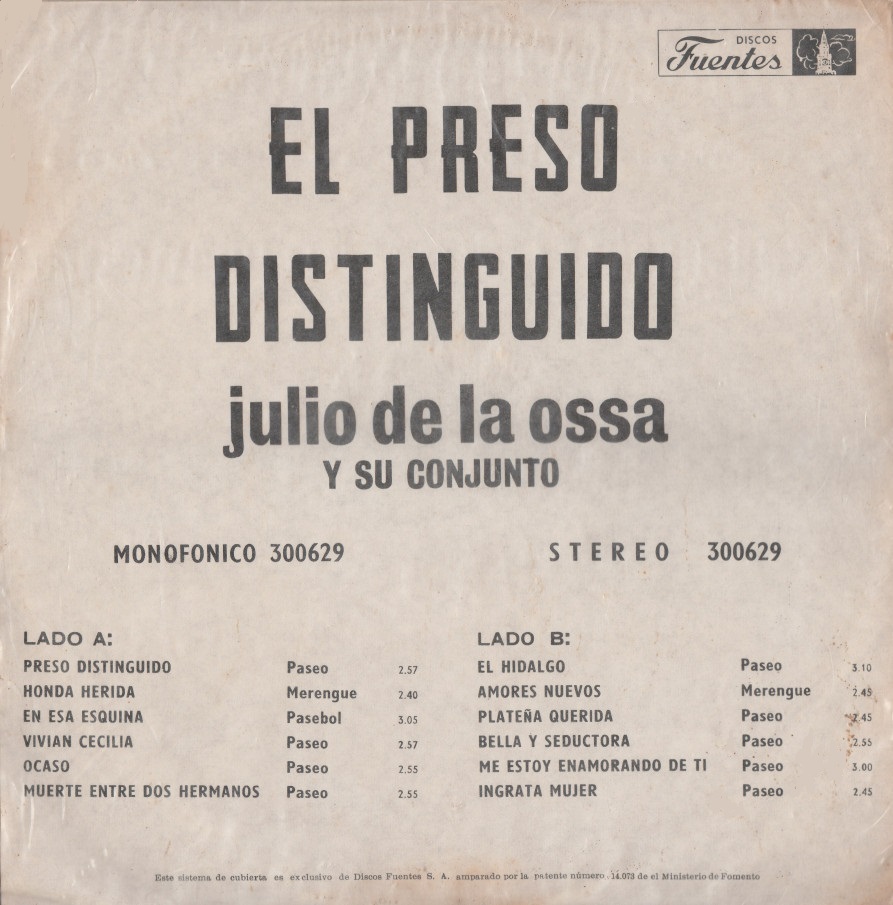 DISCOS
Fuentes
EL PRESO
DISTINGUIDO
julio de la ossa
Y SU CONJUNTO
MONOFONICO 300629
STEREO 300629
LADO A:
PRESO DISTINGUIDO Paseo 2.57
HONDA HERIDA Merengue 2.40
EN ESA ESQUINA Pasebol 3.05
VIVIAN CECILIA Paseo 2.57
OCASO Paseo 2.55
MUERTE ENTRE DOS HERMANOS Paseo 2.55
LADO B:
EL HIDALGO Paseo 3.10
AMORES NUEVOS Merengue 2.45
PLATEÑA QUERIDA Paseo 2.45
BELLA Y SEDUCTORA Paseo 2.55
ME ESTOY ENAMORANDO DE TI Paseo 3.00
INGRATA MUJER Paseo 2.45
Este sistema de cubierta es exclusivo de Discos Fuentes S. A. amparado por la patente número 14.073 de el Ministerio de Fomento